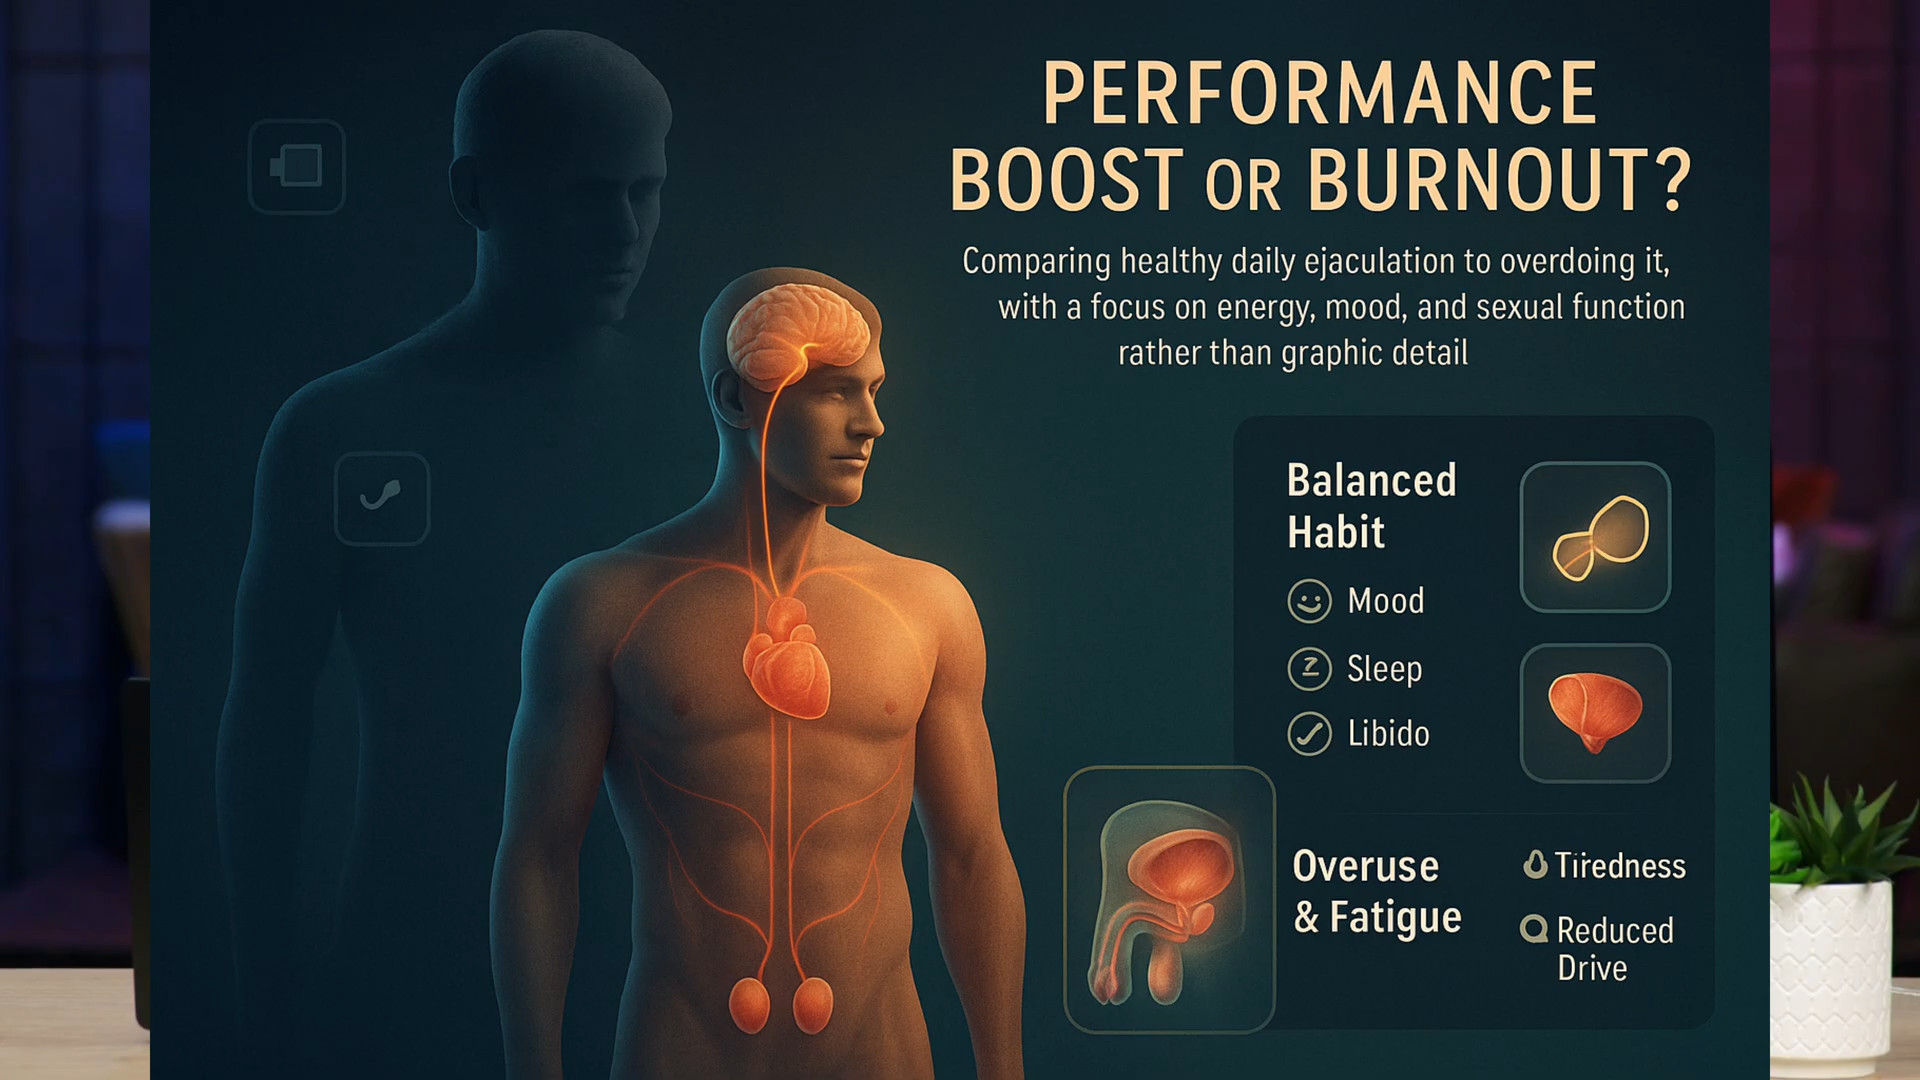 PERFORMANCE
BOOST OR BURNOUT?
Comparing healthy daily ejaculation to overdoing it,
with a focus on energy, mood, and sexual function
rather than graphic detail
Balanced
Habit
Mood
Sleep
Libido
Overuse
& Fatigue
Tiredness
Reduced
Drive